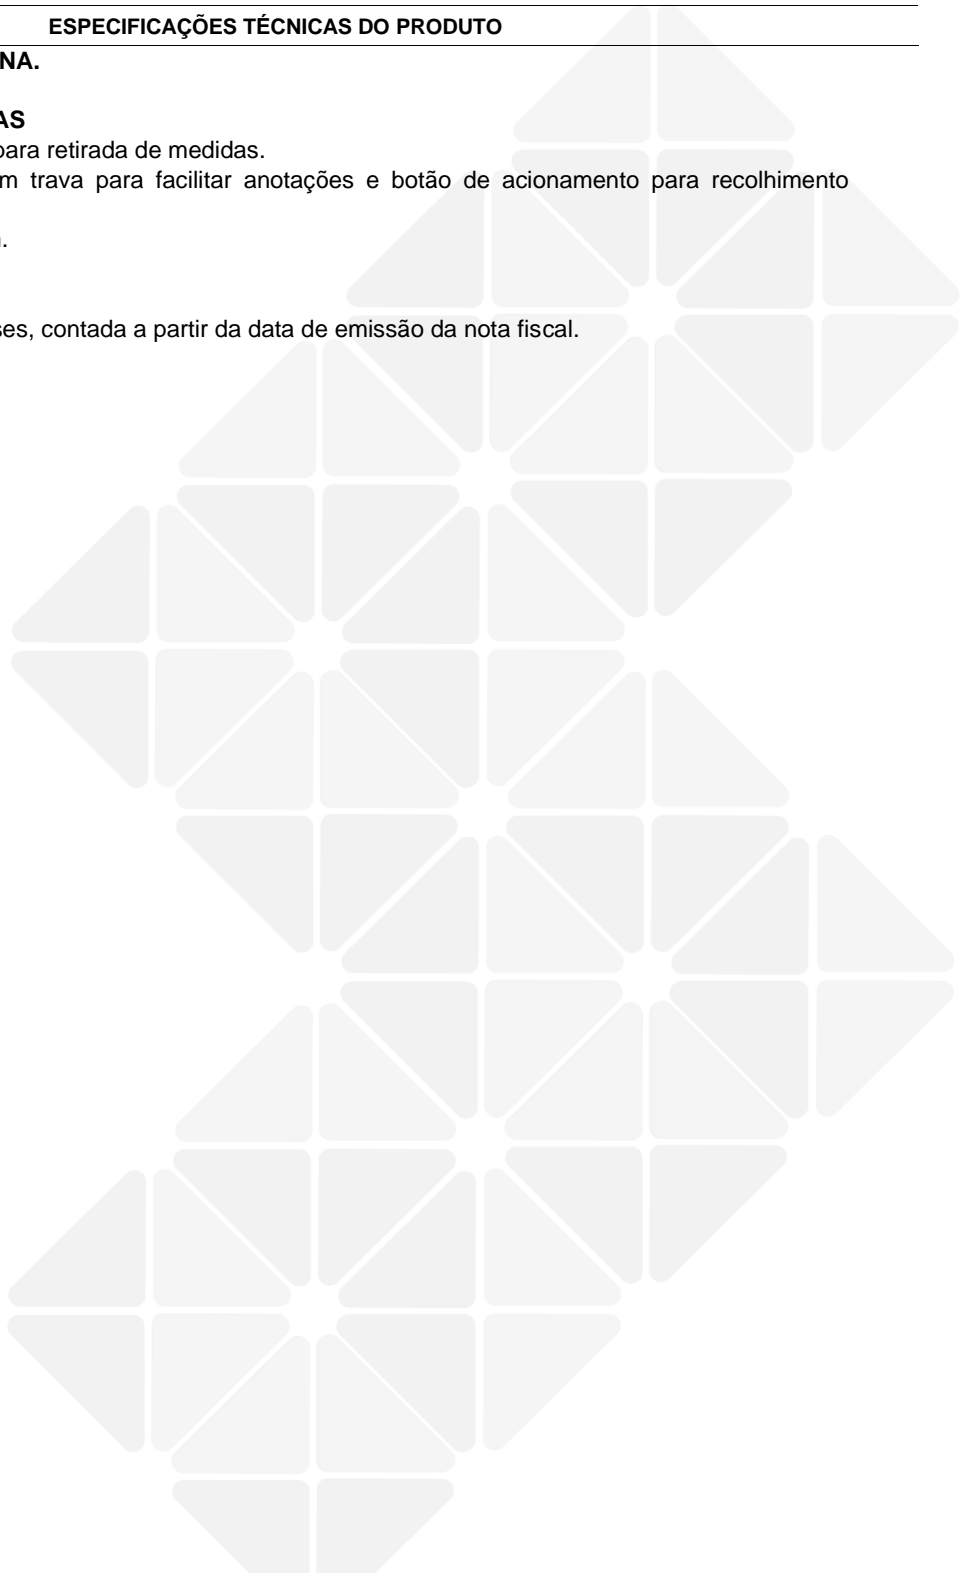 ESPECIFICAÇÕES TÉCNICAS DO PRODUTO
NA.
AS
para retirada de medidas.
m trava para facilitar anotações e botão de acionamento para recolhimento
.
ses, contada a partir da data de emissão da nota fiscal.